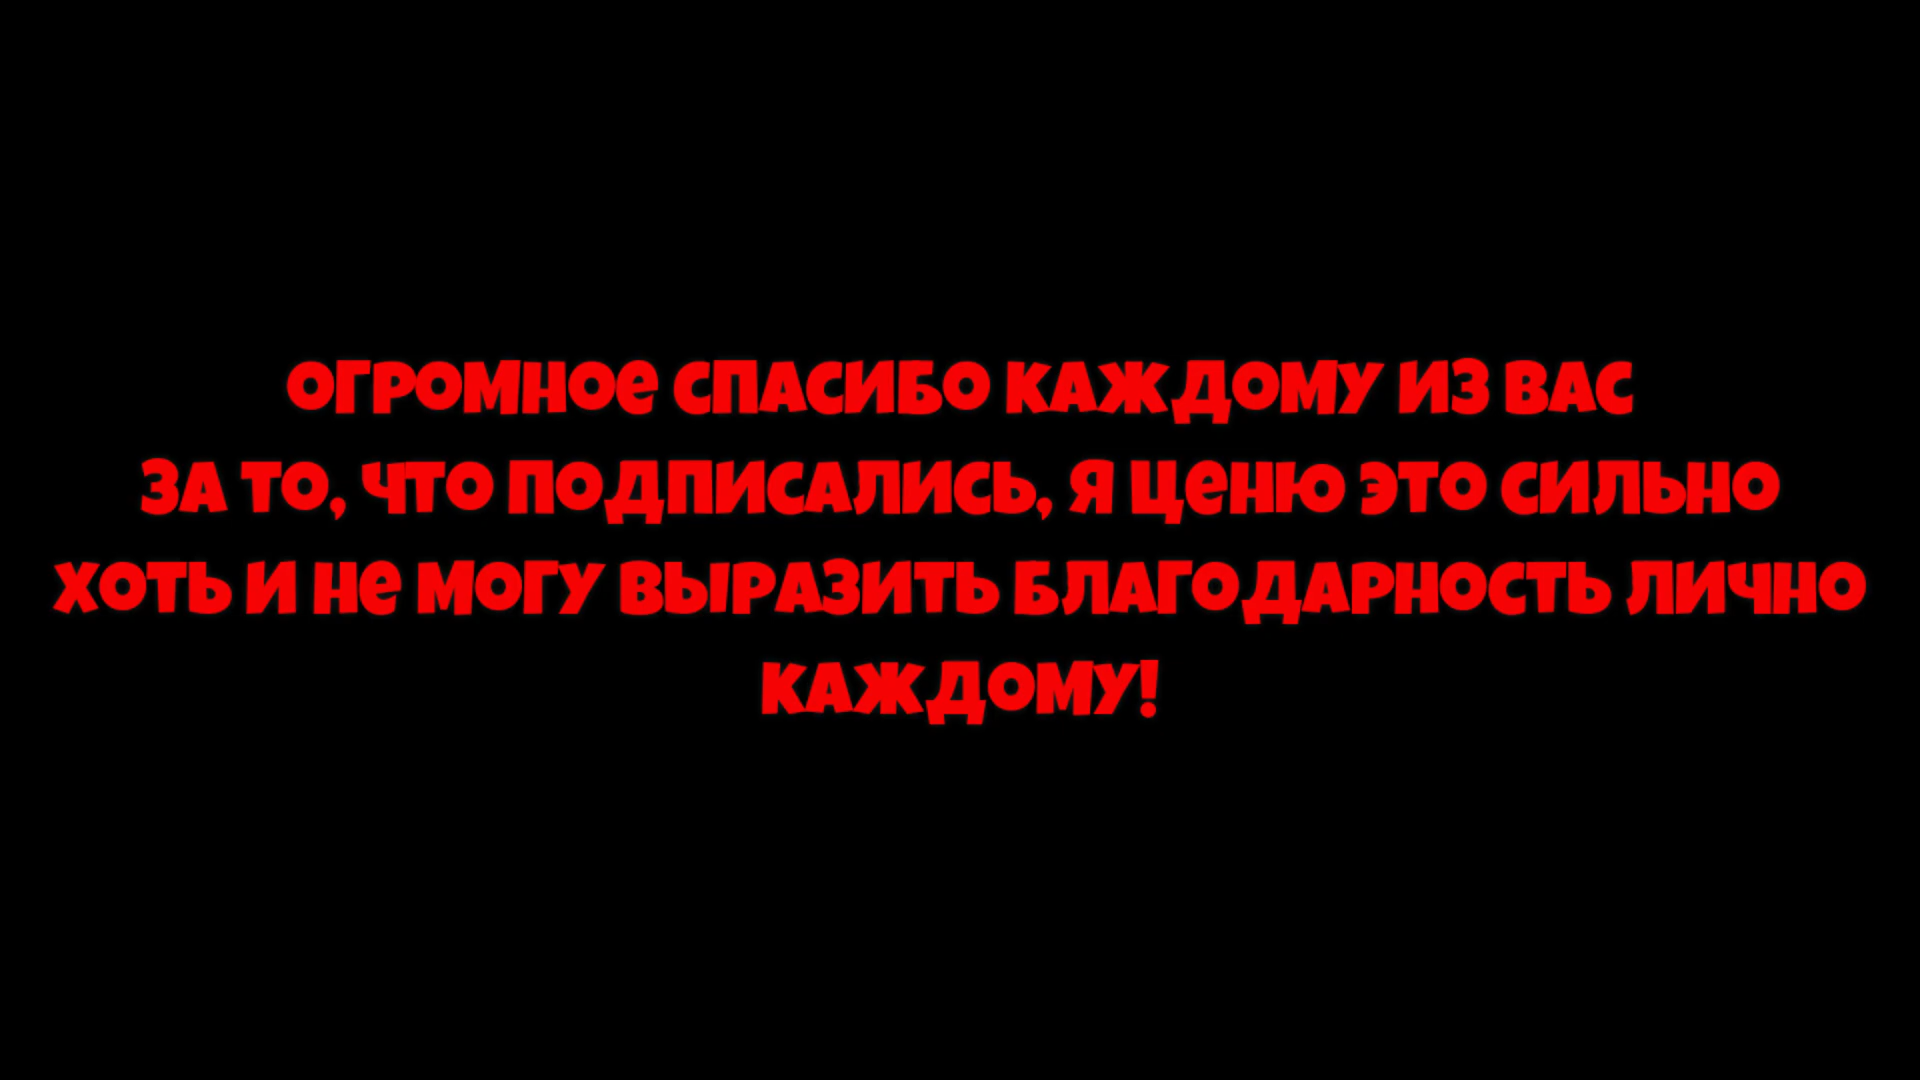 ОГРОМНОЕ СПАСИБО КАЖДОМУ ИЗ ВАС
ЗА ТО, ЧТО ПОДПИСАЛИСЬ, Я ЦЕНЮ ЭТО СИЛЬНО
ХОТЬ И НЕ МОГУ ВЫРАЗИТЬ БЛАГОДАРНОСТЬ ЛИЧНО
КАЖДОМУ!